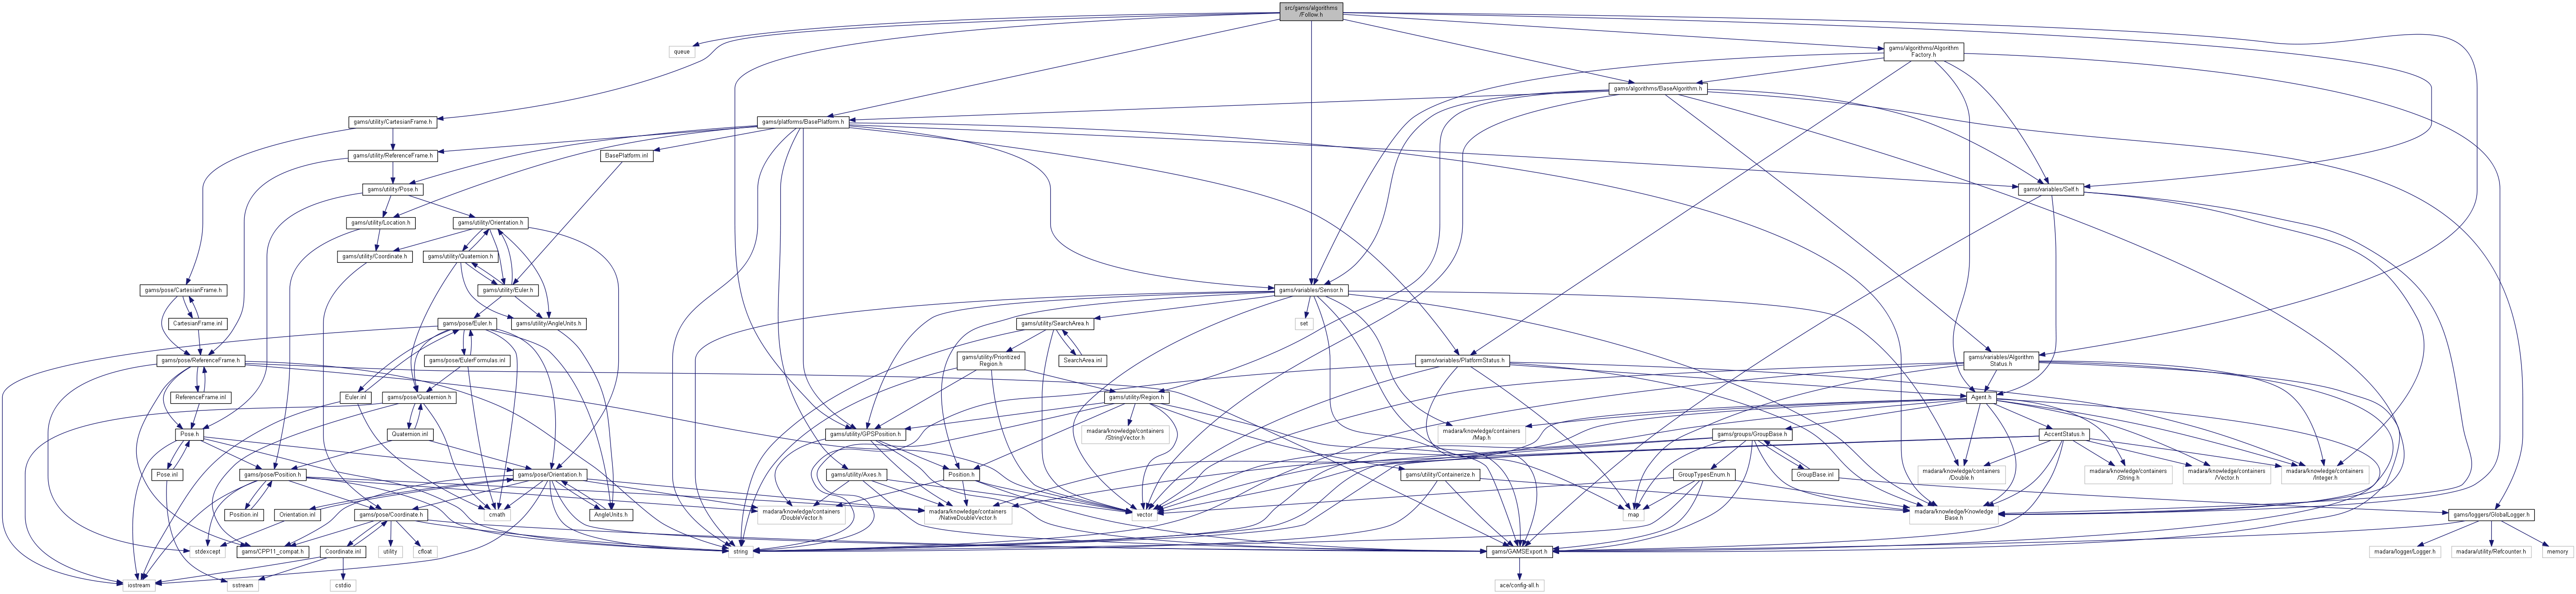 src/gams/algorithms
/Follow.h
queue
gams/algorithms/Algorithm
Factory.h
gams/algorithms/BaseAlgorithm.h
gams/utility/CartesianFrame.h
gams/platforms/BasePlatform.h
gams/utility/ReferenceFrame.h
BasePlatform.inl
gams/utility/Pose.h
gams/variables/Self.h
gams/utility/Location.h
gams/utility/Orientation.h
gams/utility/Coordinate.h
gams/utility/Quaternion.h
gams/pose/CartesianFrame.h
gams/utility/Euler.h
gams/variables/Sensor.h
CartesianFrame.inl
gams/pose/Euler.h
gams/utility/AngleUnits.h
set
gams/utility/SearchArea.h
gams/pose/ReferenceFrame.h
gams/pose/EulerFormulas.inl
gams/utility/Prioritized
Region.h
SearchArea.inl
gams/variables/PlatformStatus.h
gams/variables/Algorithm
Status.h
ReferenceFrame.inl
Euler.inl
gams/pose/Quaternion.h
gams/utility/Region.h
Agent.h
Pose.h
Quaternion.inl
gams/utility/GPSPosition.h
madara/knowledge/containers
/StringVector.h
madara/knowledge/containers
/Map.h
gams/groups/GroupBase.h
AccentStatus.h
Pose.inl
gams/pose/Position.h
gams/pose/Orientation.h
gams/utility/Axes.h
Position.h
gams/utility/Containerize.h
GroupTypesEnum.h
GroupBase.inl
madara/knowledge/containers
/Double.h
madara/knowledge/containers
/String.h
madara/knowledge/containers
/Vector.h
madara/knowledge/containers
/Integer.h
Position.inl
Orientation.inl
gams/pose/Coordinate.h
cmath
AngleUnits.h
madara/knowledge/containers
/DoubleVector.h
madara/knowledge/containers
/NativeDoubleVector.h
vector
map
madara/knowledge/Knowledge
Base.h
gams/loggers/GlobalLogger.h
stdexcept
gams/CPP11_compat.h
Coordinate.inl
utility
cfloat
string
gams/GAMSExport.h
madara/logger/Logger.h
madara/utility/Refcounter.h
memory
iostream
sstream
cstdio
ace/config-all.h